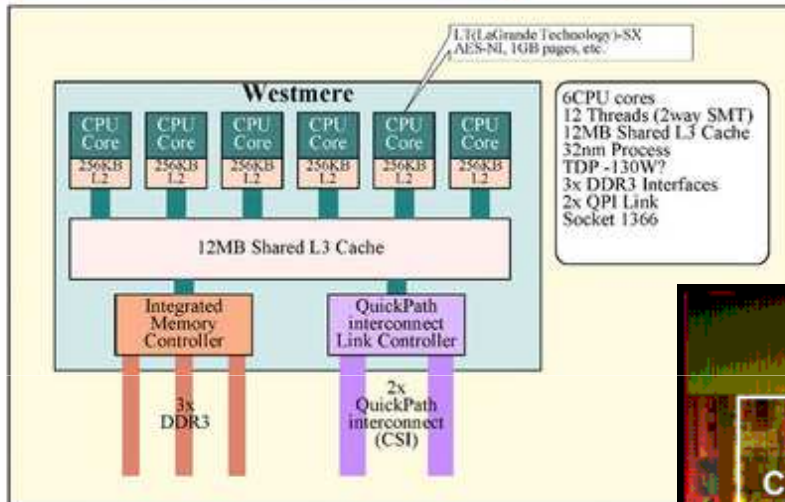 LT(LaGrande Technology)-SX
AES-NI, 1GB pages, etc.
Westmere
CPU
Core
256KB
L2
CPU
Core
256KB
L2
CPU
Core
256KB
L2
CPU
Core
256KB
L2
CPU
Core
256KB
L2
CPU
Core
256KB
L2
6CPU cores
12 Threads (2way SMT)
12MB Shared L3 Cache
32nm Process
TDP -130W?
3x DDR3 Interfaces
2x QPI Link
Socket 1366
12MB Shared L3 Cache
Integrated
Memory
Controller
QuickPath
interconnect
Link Controller
3x
DDR3
2x
QuickPath
interconnect
(CSI)
C